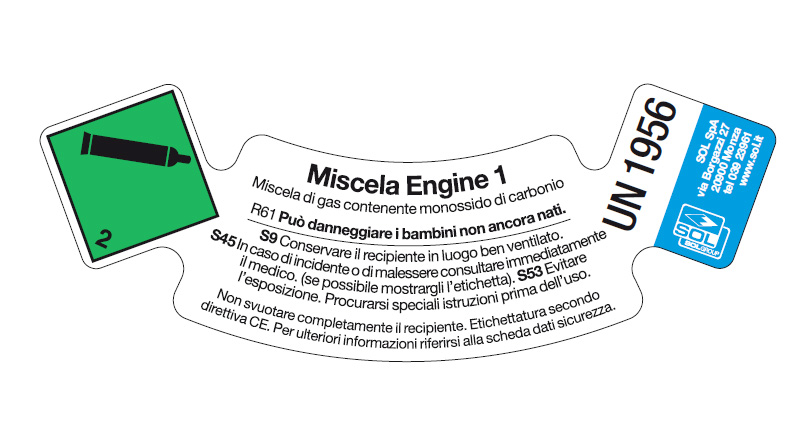 2
Miscela Engine 1
Miscela di gas contenente monossido di carbonio
R61 Può danneggiare i bambini non ancora nati.
S9 Conservare il recipiente in luogo ben ventilato.
S45 In caso di incidente o di malessere consultare immediatamente
il medico. (se possibile mostrargli l'etichetta). S53 Evitare
l'esposizione. Procurarsi speciali istruzioni prima dell'uso.
Non svuotare completamente il recipiente. Etichettatura secondo
direttiva CE. Per ulteriori informazioni riferirsi alla scheda dati sicurezza.
UN 1956
SOL SpA
via Borgazzi 27
20900 Monza
tel 039 23961
www.sol.it
SOL
SOLGROUP